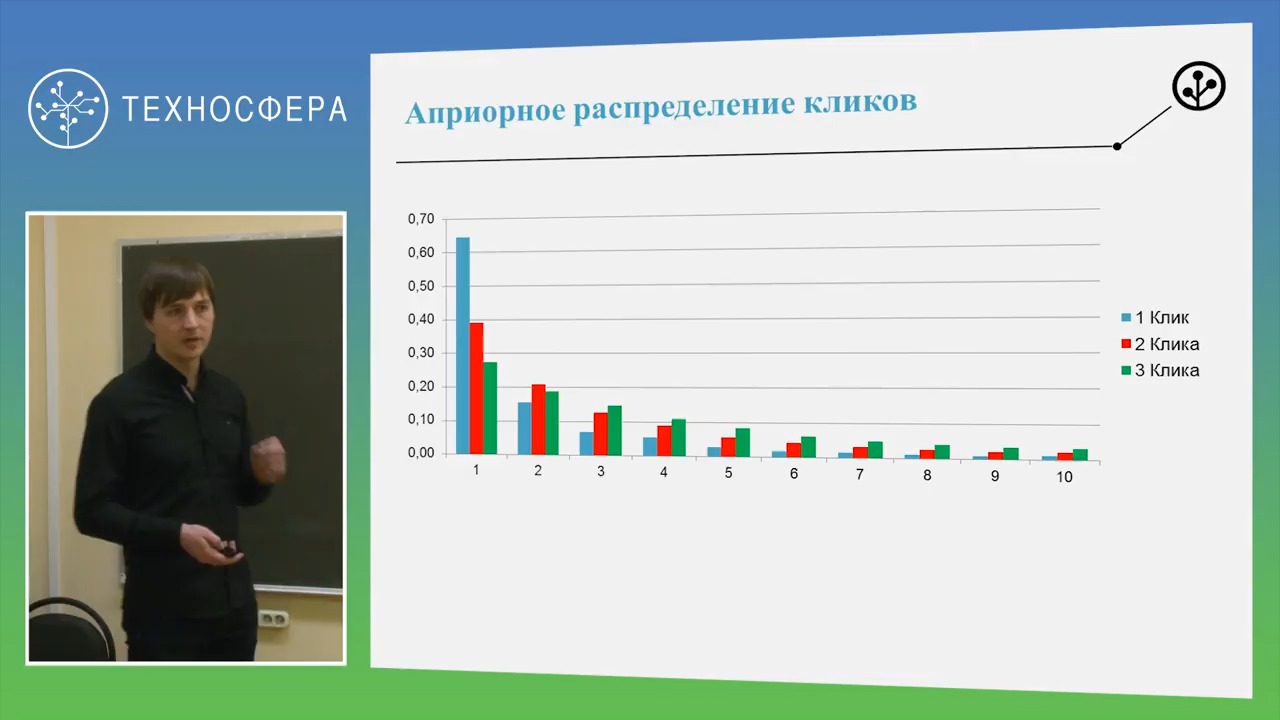 ТЕХНОСФЕРА
Априорное распределение кликов
0,70
0,60
0,50
0,40
0,30
0,20
0,10
0,00
1 2 3 4 5 6 7 8 9 10
1 Клик
2 Клика
3 Клика